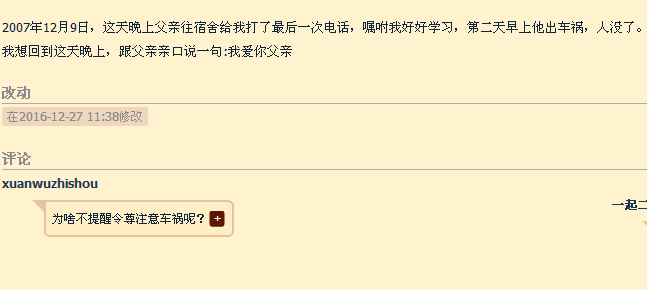 2007年12月9日，这天晚上父亲往宿舍给我打了最后一次电话，嘱咐我好好学习，第二天早上他出车祸，人没了。
我想回到这天晚上，跟父亲亲口说一句:我爱你父亲
改动
在2016-12-27 11:38修改
评论
xuanwuzhishou
一起二
为啥不提醒令尊注意车祸呢？ +